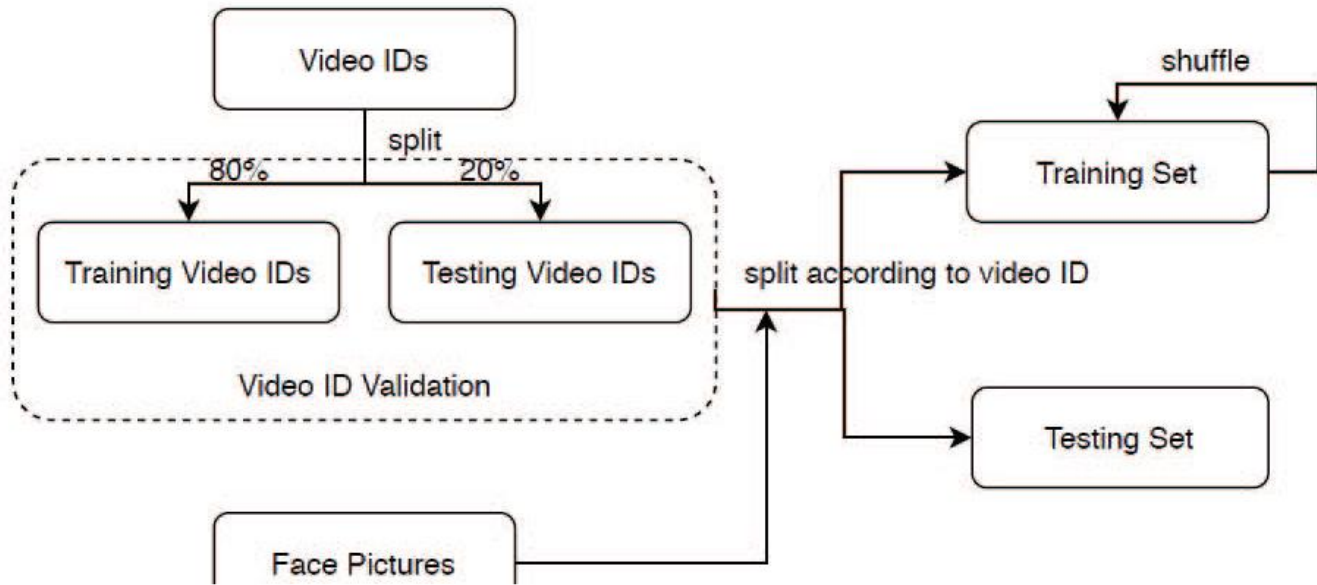 Video IDs
split
80%
20%
Training Video IDs
Testing Video IDs
Video ID Validation
split according to video ID
shuffle
Training Set
Testing Set
Face Pictures